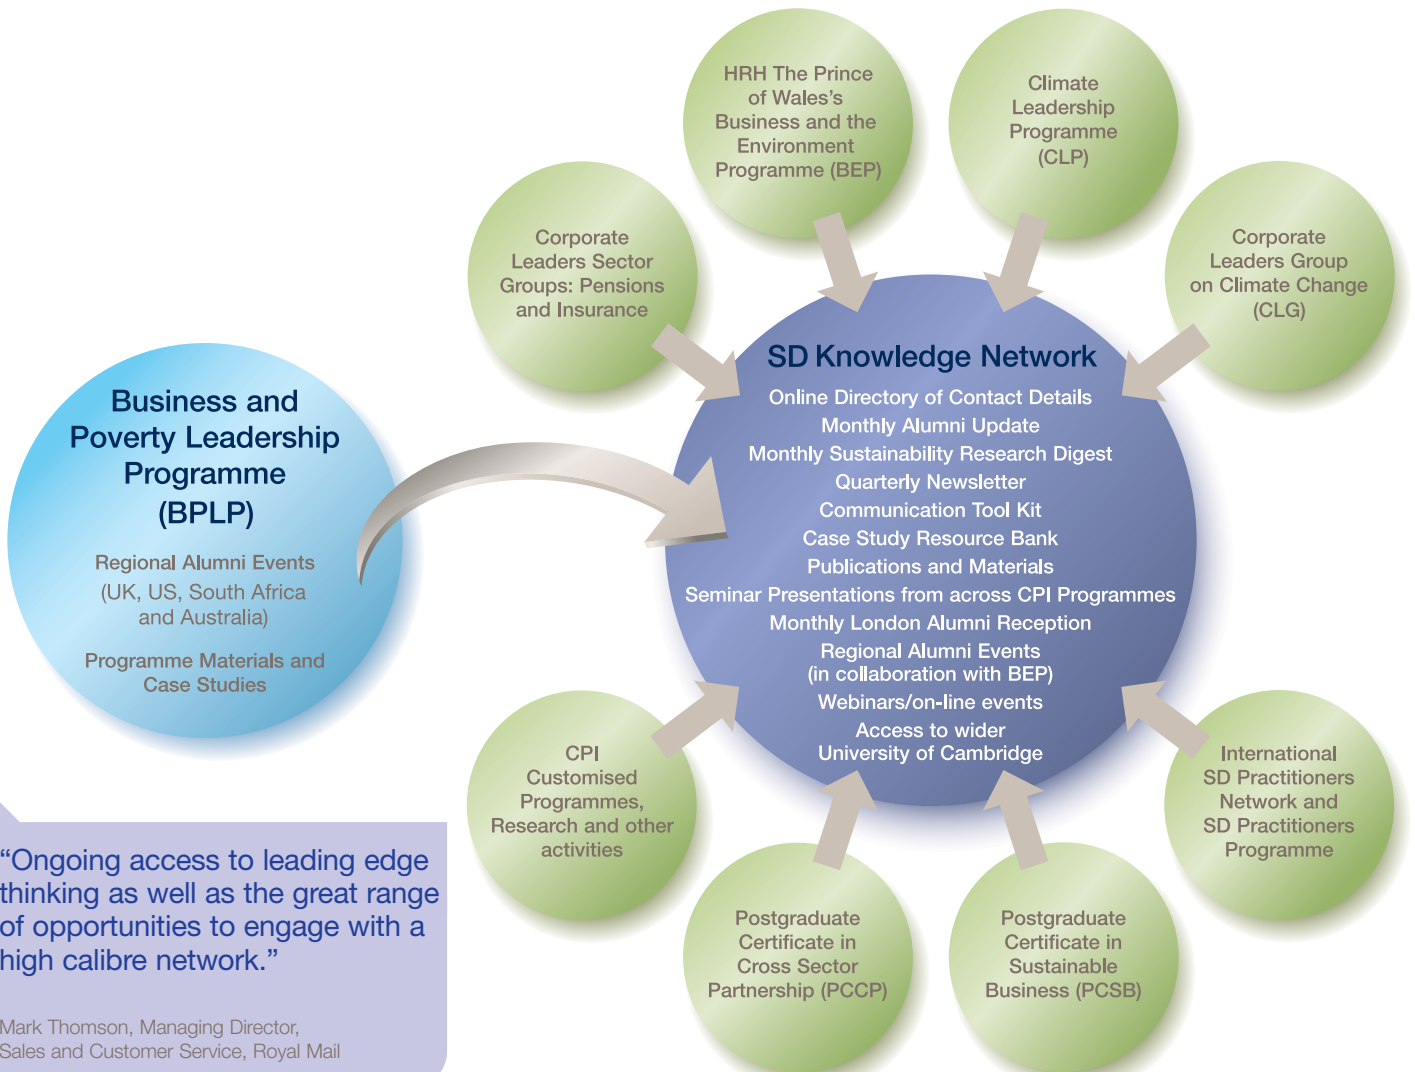 HRH The Prince
of Wales's
Business and the
Environment
Programme (BEP)
Climate
Leadership
Programme
(CLP)
Corporate
Leaders Sector
Groups: Pensions
and Insurance
Corporate
Leaders Group
on Climate Change
(CLG)
Business and
Poverty Leadership
Programme
(BPLP)
Regional Alumni Events
(UK, US, South Africa
and Australia)
Programme Materials and
Case Studies
SD Knowledge Network
Online Directory of Contact Details
Monthly Alumni Update
Monthly Sustainability Research Digest
Quarterly Newsletter
Communication Tool Kit
Case Study Resource Bank
Publications and Materials
Seminar Presentations from across CPI Programmes
Monthly London Alumni Reception
Regional Alumni Events
(in collaboration with BEP)
Webinars/on-line events
Access to wider
University of Cambridge
CPI
Customised
Programmes,
Research and other
activities
International
SD Practitioners
Network and
SD Practitioners
Programme
Postgraduate
Certificate in
Cross Sector
Partnership (PCCP)
Postgraduate
Certificate in
Sustainable
Business (PCSB)
“Ongoing access to leading edge
thinking as well as the great range
of opportunities to engage with a
high calibre network.”
Mark Thomson, Managing Director,
Sales and Customer Service, Royal Mail